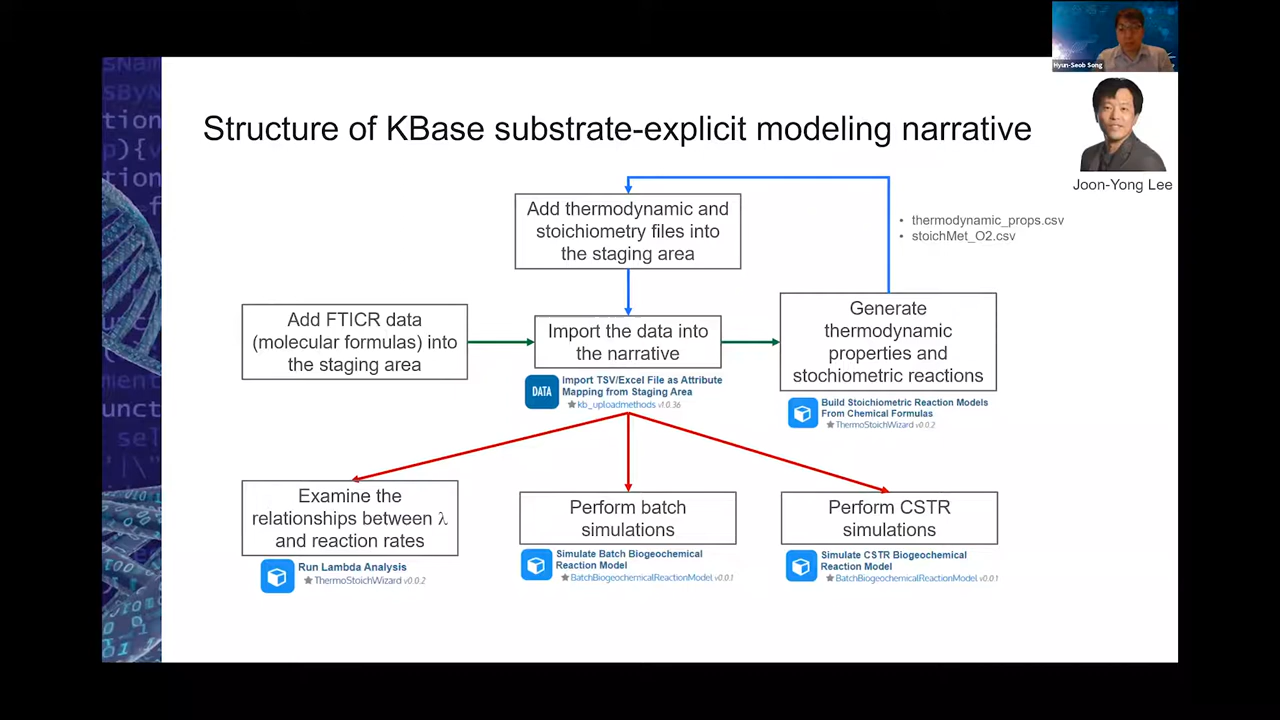 Hyun-Seob Song
Structure of KBase substrate-explicit modeling narrative
Joon-Yong Lee
Add thermodynamic and
stoichiometry files into
the staging area
• thermodynamic_props.csv
• stoichMet_O2.csv
Add FTICR data
(molecular formulas) into
the staging area
Import the data into
the narrative
DATA
Import TSV/Excel File as Attribute
Mapping from Staging Area
kb_uploadmethods v1.0.36
Generate
thermodynamic
properties and
stochiometric reactions
Build Stoichiometric Reaction Models
From Chemical Formulas
ThermoStoichWizard v0.0.2
Examine the
relationships between λ
and reaction rates
Run Lambda Analysis
ThermoStoichWizard v0.0.2
Perform batch
simulations
Simulate Batch Biogeochemical
Reaction Model
BatchBiogeochemicalReactionModel v0.0.1
Perform CSTR
simulations
Simulate CSTR Biogeochemical
Reaction Model
BatchBiogeochemicalReactionModel v0.0.1